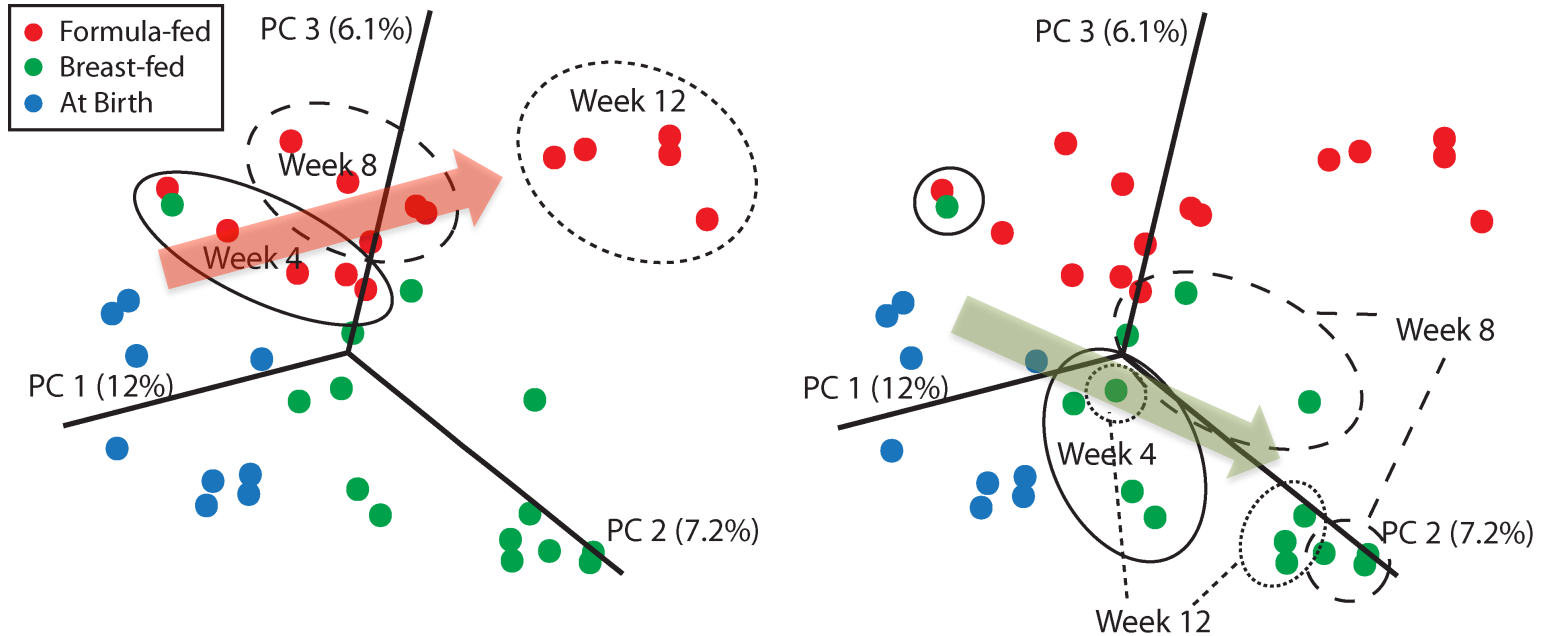 Formula-fed
Breast-fed
At Birth
PC 3 (6.1%)
Week 12
Week 8
Week 4
PC 1 (12%)
PC 2 (7.2%)
PC 3 (6.1%)
Week 8
PC 1 (12%)
Week 4
PC 2 (7.2%)
Week 12